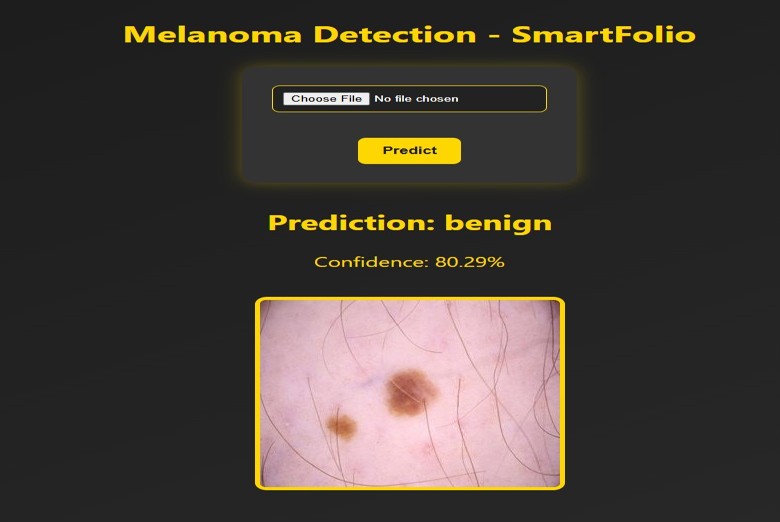 Melanoma Detection - SmartFolio
Choose File No file chosen
Predict
Prediction: benign
Confidence: 80.29%